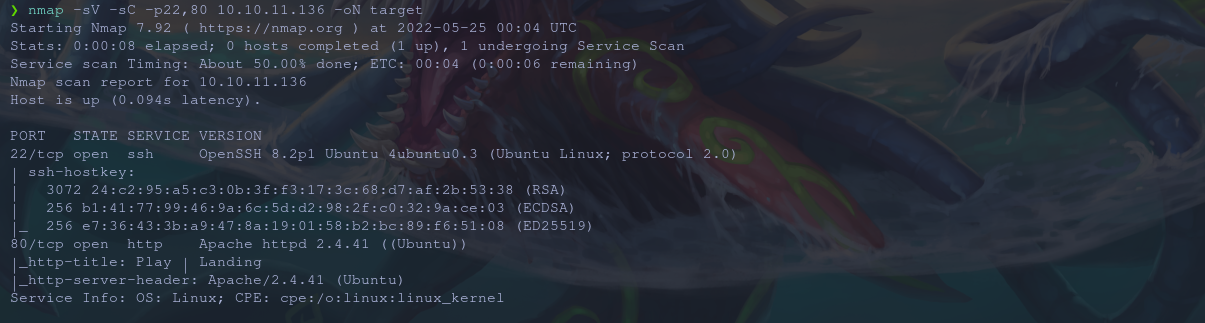 ❯ nmap -sV -sC -p22,80 10.10.11.136 -oN target
Starting Nmap 7.92 ( https://nmap.org ) at 2022-05-25 00:04 UTC
Stats: 0:00:08 elapsed; 0 hosts completed (1 up), 1 undergoing Service Scan
Service scan Timing: About 50.00% done; ETC: 00:04 (0:00:06 remaining)
Nmap scan report for 10.10.11.136
Host is up (0.094s latency).
PORT   STATE SERVICE VERSION
22/tcp open  ssh     OpenSSH 8.2p1 Ubuntu 4ubuntu0.3 (Ubuntu Linux; protocol 2.0)
| ssh-hostkey:
|   3072 24:c2:95:a5:c3:0b:3f:f3:17:3c:68:d7:af:2b:53:38 (RSA)
|   256 b1:41:77:99:46:9a:6c:5d:d2:98:2f:c0:32:9a:ce:03 (ECDSA)
|_  256 e7:36:43:3b:a9:47:8a:19:01:58:b2:bc:89:f6:51:08 (ED25519)
80/tcp open  http    Apache httpd 2.4.41 ((Ubuntu))
|_http-title: Play | Landing
|_http-server-header: Apache/2.4.41 (Ubuntu)
Service Info: OS: Linux; CPE: cpe:/o:linux:linux_kernel